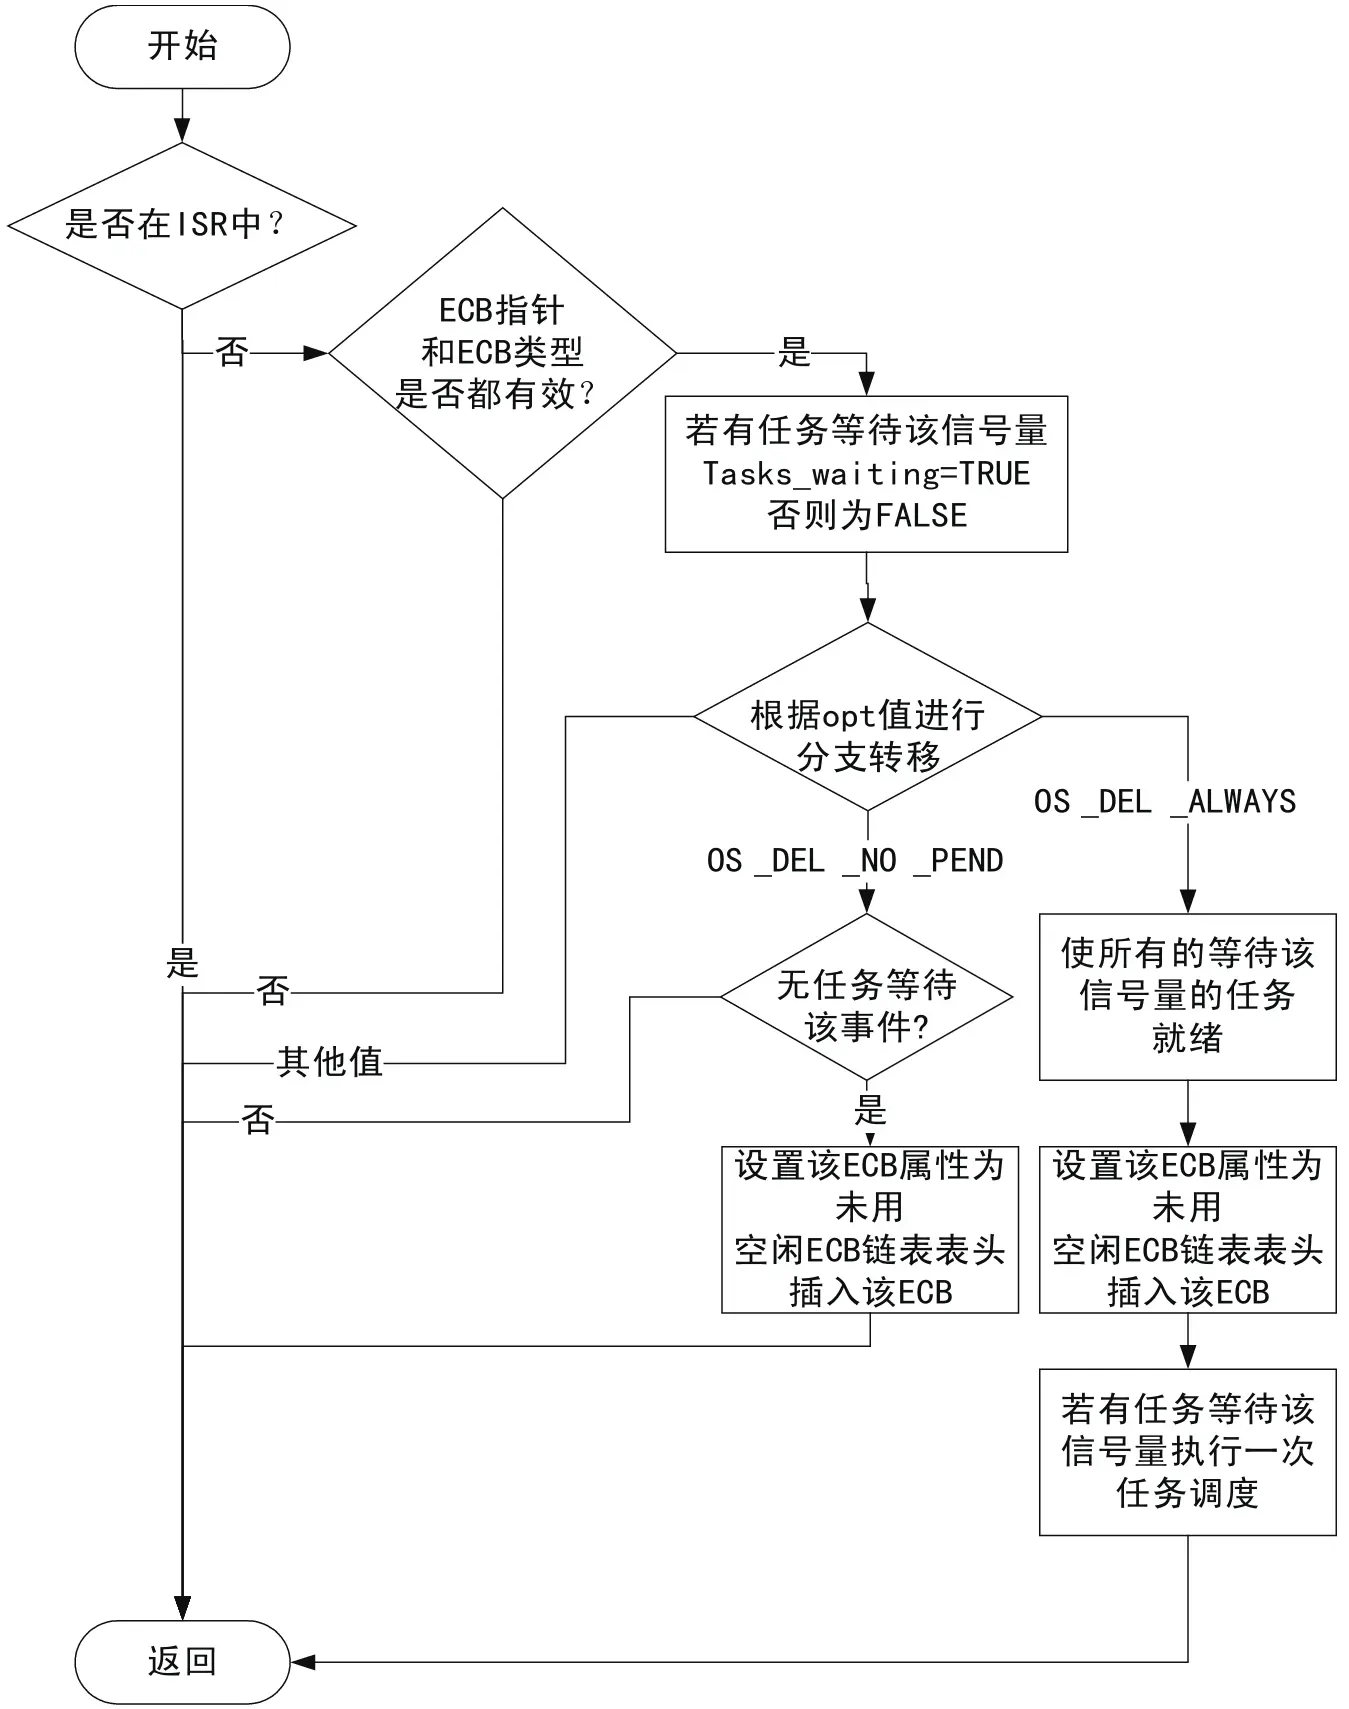 开始
是否在ISR中？
否
ECB指针
和ECB类型
是否都有效？
是
若有任务等待该信号量
Tasks_waiting=TRUE
否则为FALSE
根据opt值进行
分支转移
OS _DEL _ALWAYS
OS _DEL _NO _PEND
使所有的等待该
信号量的任务
就绪
是
否
无任务等待
该事件?
其他值
否
是
设置该ECB属性为
未用
空闲ECB链表表头
插入该ECB
设置该ECB属性为
未用
空闲ECB链表表头
插入该ECB
若有任务等待该
信号量执行一次
任务调度
返回